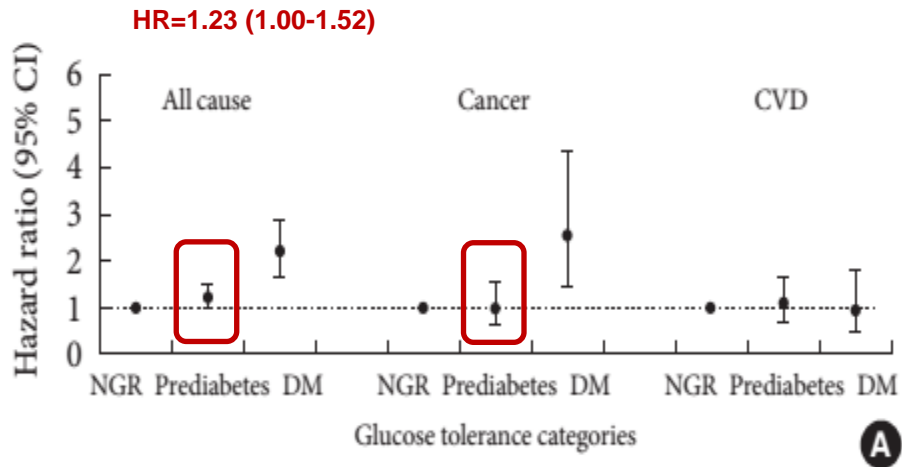 HR=1.23 (1.00-1.52)
Hazard ratio (95% CI)
6
5
4
3
2
1
0
All cause
Cancer
CVD
NGR Prediabetes DM
NGR Prediabetes DM
NGR Prediabetes DM
Glucose tolerance categories
A